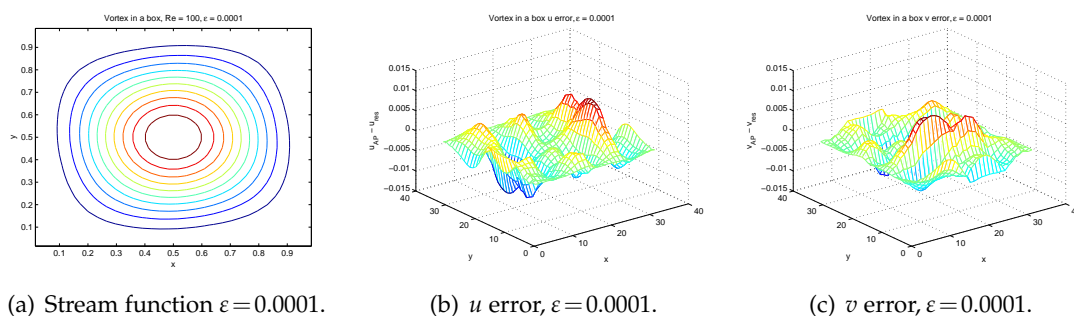 Vortex in a box, Re = 100, ε = 0.0001
0.9
0.8
0.7
0.6
0.5
0.4
0.3
0.2
0.1
y
0.1 0.2 0.3 0.4 0.5 0.6 0.7 0.8 0.9
x
(a) Stream function ε=0.0001.
Vortex in a box u error, ε = 0.0001
0.015
0.01
0.005
0
−0.005
−0.01
−0.015
u_AP − u_res
40
30
20
10
0
y
0
10
20
30
40
x
(b) u error, ε=0.0001.
Vortex in a box v error, ε = 0.0001
0.015
0.01
0.005
0
−0.005
−0.01
−0.015
v_AP − v_res
40
30
20
10
0
y
0
10
20
30
40
x
(c) v error, ε=0.0001.